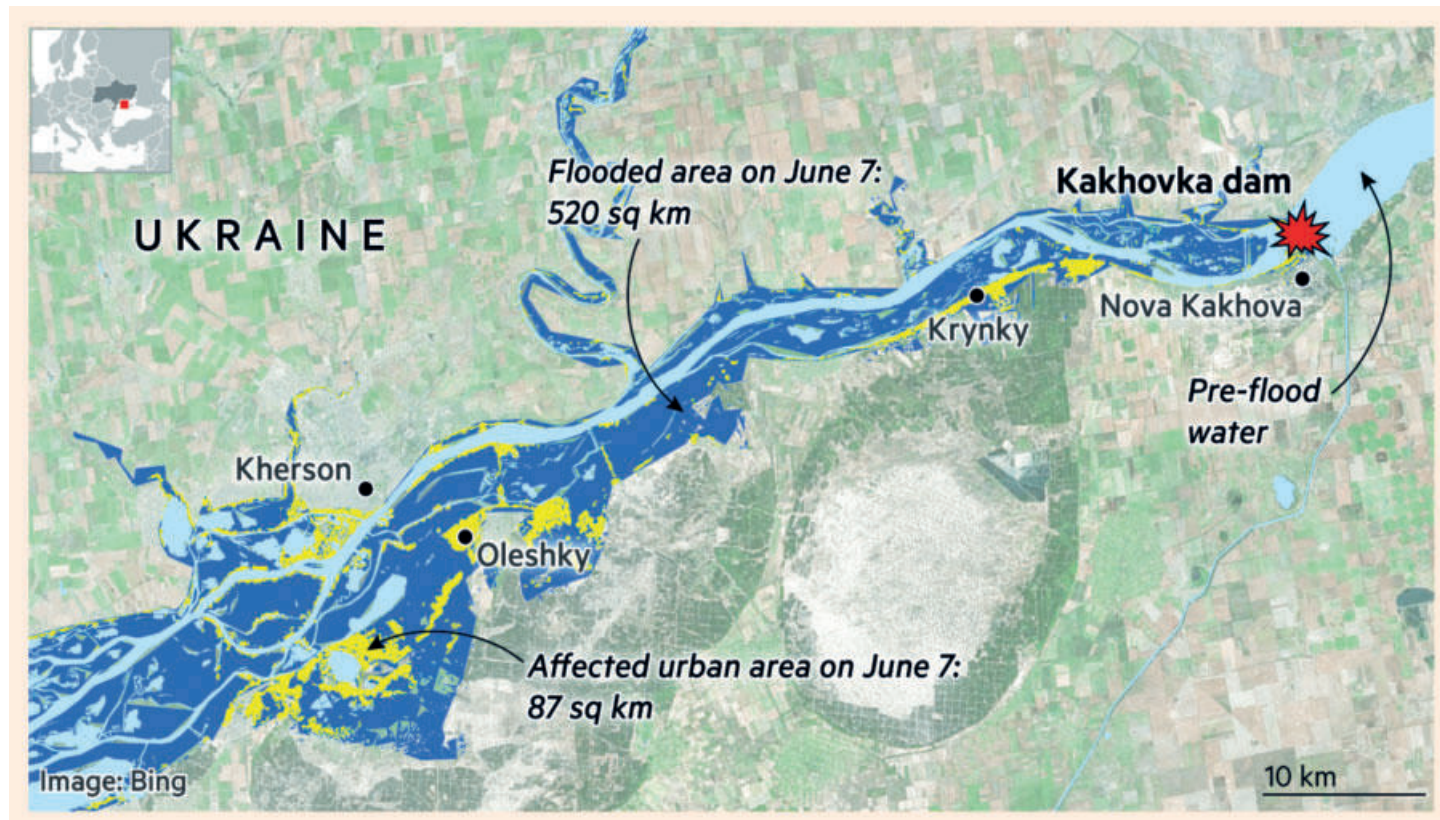 Flooded area on June 7:
520 sq km
Kakhovka dam
UKRAINE
Nova Kakhova
Krynky
Pre-flood
water
Kherson
Oleshky
Affected urban area on June 7:
87 sq km
Image: Bing
10 km